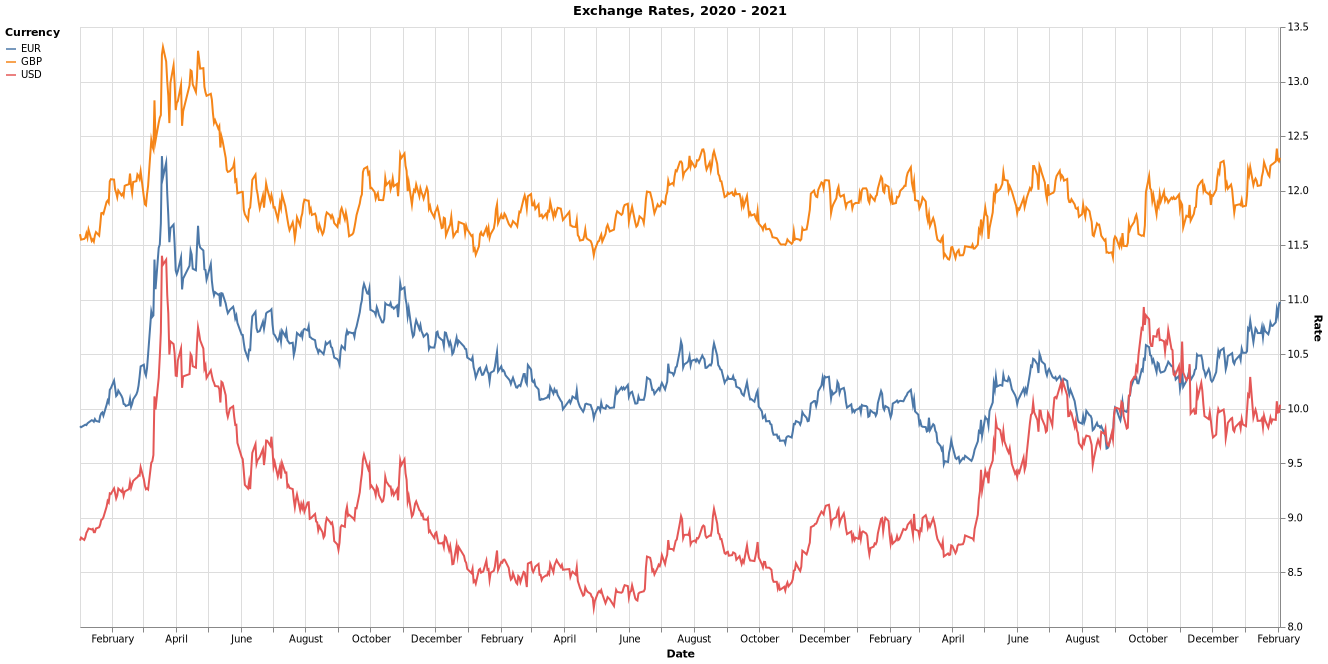 Exchange Rates, 2020 - 2021
Currency
EUR
GBP
USD
13.5
13.0
12.5
12.0
11.5
11.0
10.5
10.0
9.5
9.0
8.5
8.0
Rate
February April June August October December February April June August October December February April June August October December February
Date